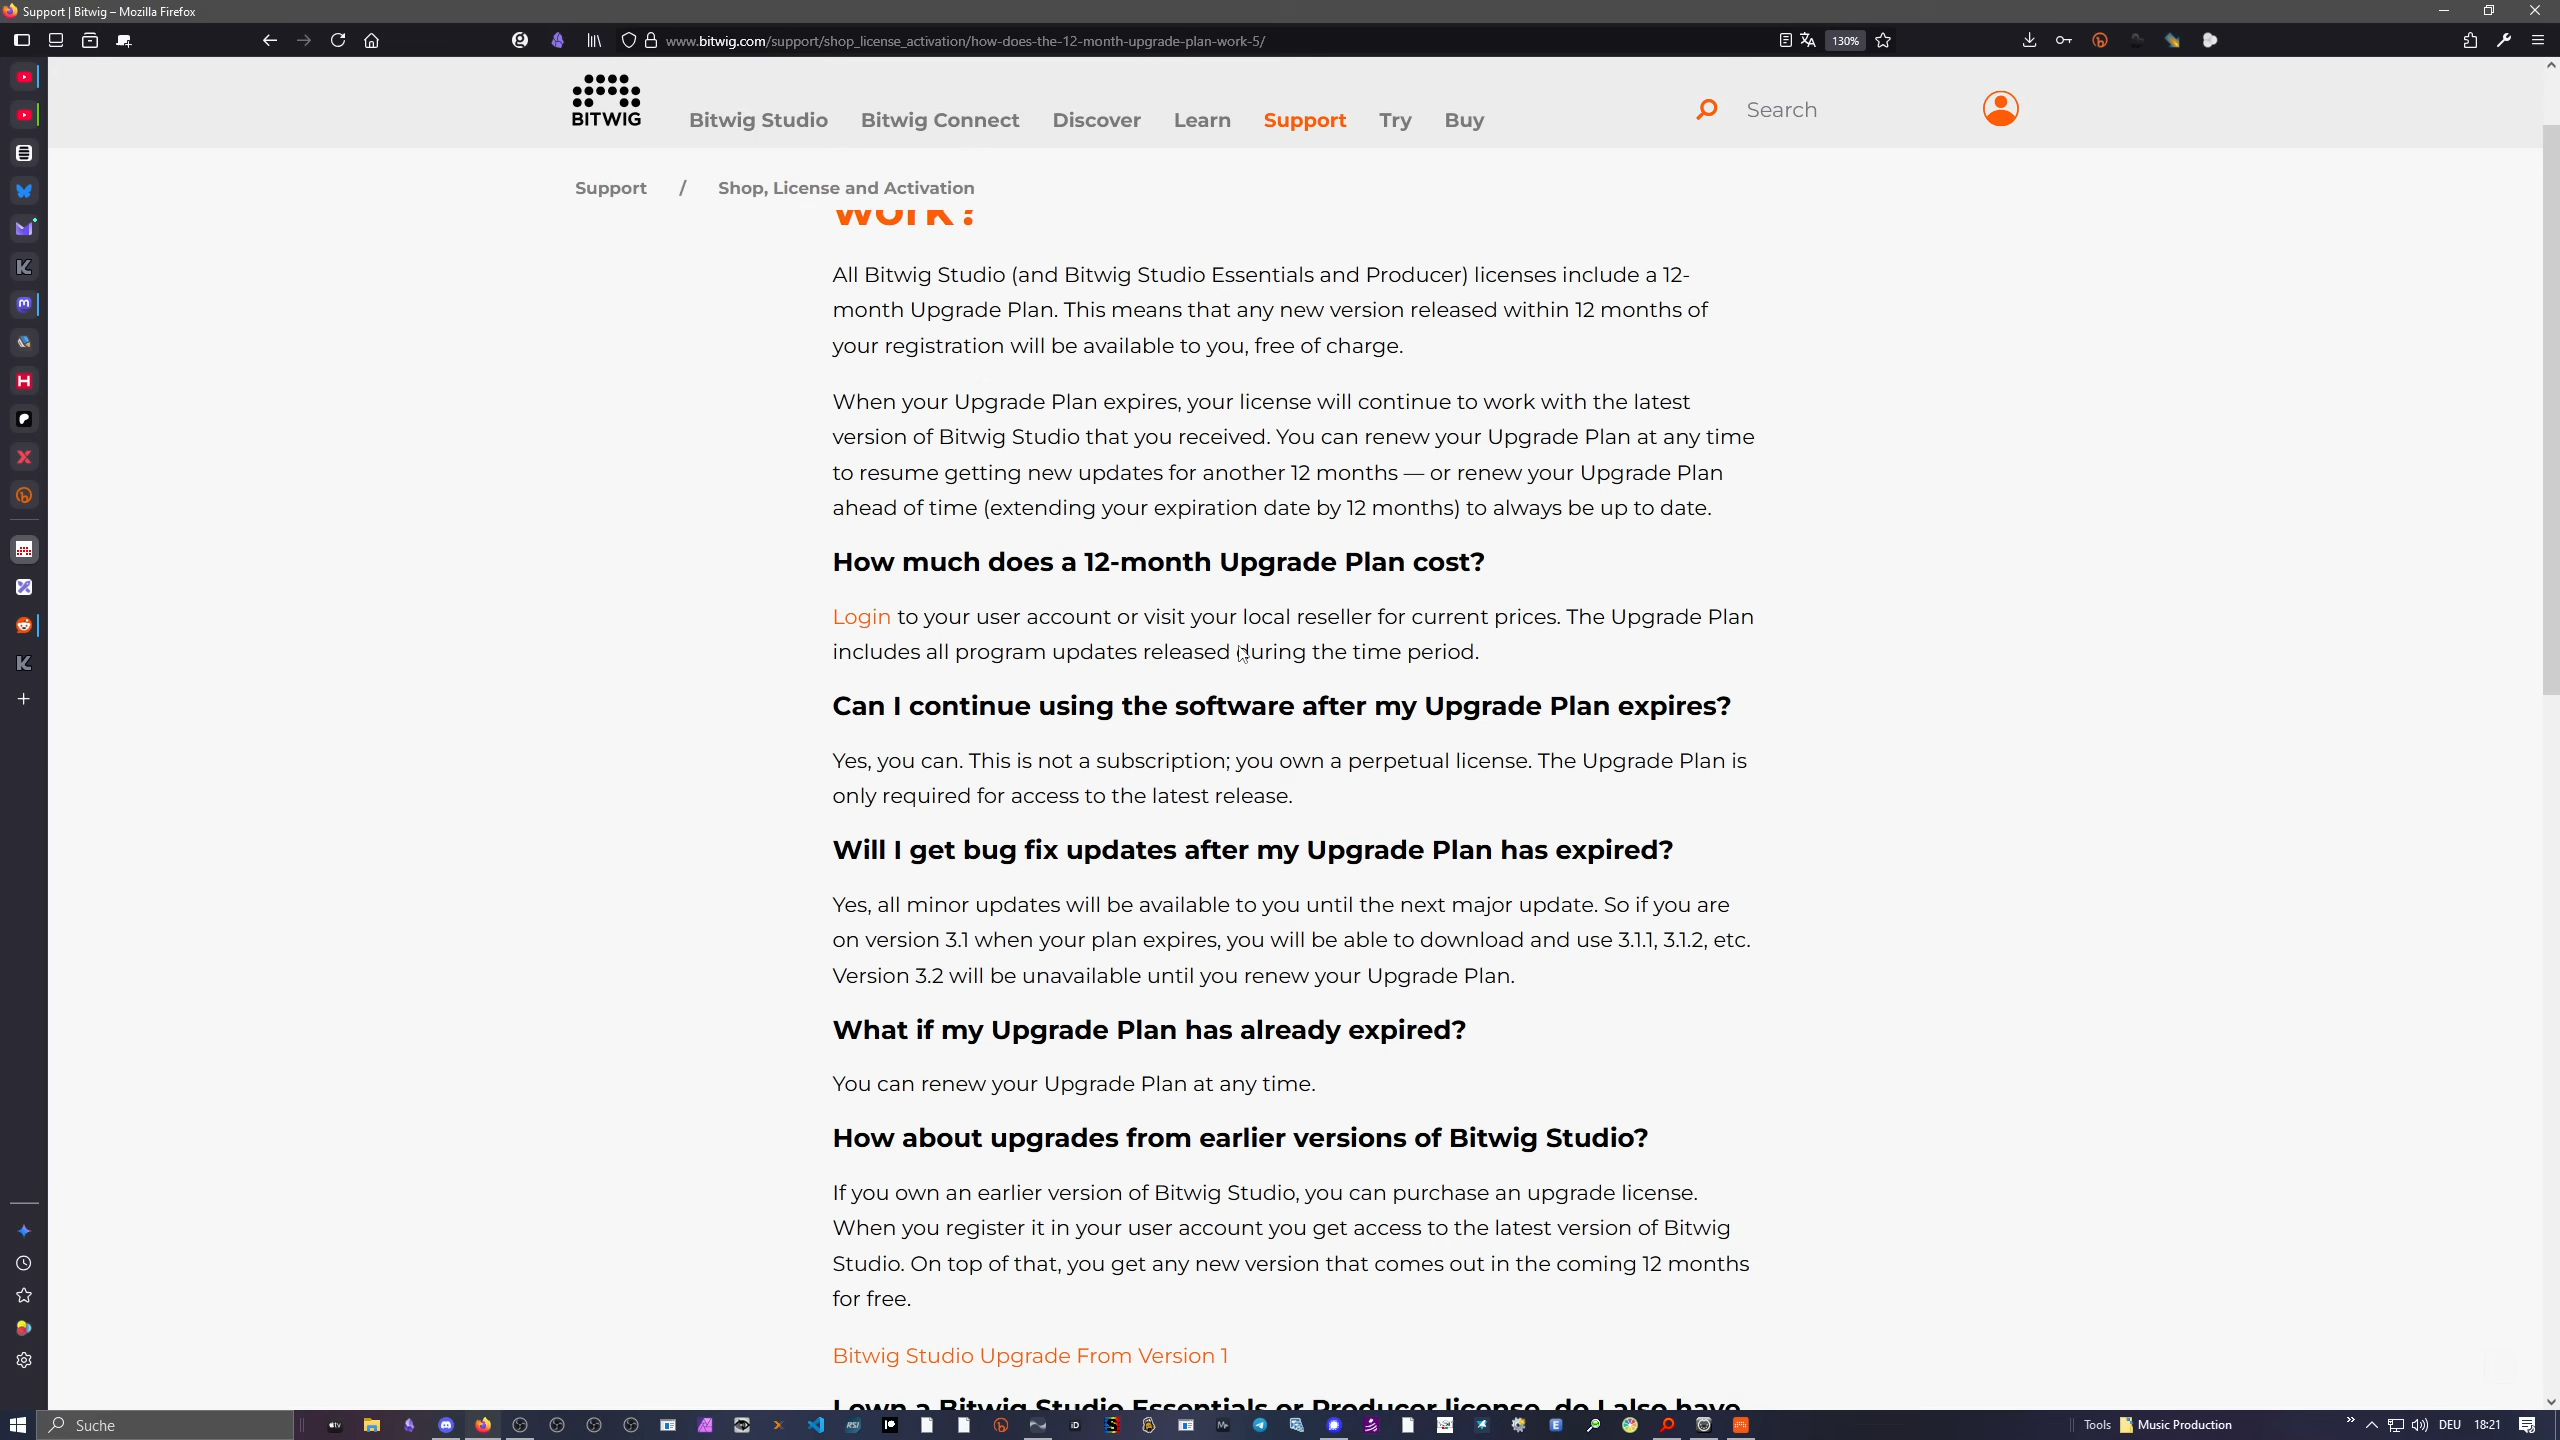 Support | Bitwig – Mozilla Firefox
www.bitwig.com/support/shop_license_activation/how-does-the-12-month-upgrade-plan-work-5/
130%
BITWIG
Bitwig Studio
Bitwig Connect
Discover
Learn
Support
Try
Buy
Search
Support / Shop, License and Activation
work?
All Bitwig Studio (and Bitwig Studio Essentials and Producer) licenses include a 12-
month Upgrade Plan. This means that any new version released within 12 months of
your registration will be available to you, free of charge.
When your Upgrade Plan expires, your license will continue to work with the latest
version of Bitwig Studio that you received. You can renew your Upgrade Plan at any time
to resume getting new updates for another 12 months — or renew your Upgrade Plan
ahead of time (extending your expiration date by 12 months) to always be up to date.
How much does a 12-month Upgrade Plan cost?
Login to your user account or visit your local reseller for current prices. The Upgrade Plan
includes all program updates released during the time period.
Can I continue using the software after my Upgrade Plan expires?
Yes, you can. This is not a subscription; you own a perpetual license. The Upgrade Plan is
only required for access to the latest release.
Will I get bug fix updates after my Upgrade Plan has expired?
Yes, all minor updates will be available to you until the next major update. So if you are
on version 3.1 when your plan expires, you will be able to download and use 3.1.1, 3.1.2, etc.
Version 3.2 will be unavailable until you renew your Upgrade Plan.
What if my Upgrade Plan has already expired?
You can renew your Upgrade Plan at any time.
How about upgrades from earlier versions of Bitwig Studio?
If you own an earlier version of Bitwig Studio, you can purchase an upgrade license.
When you register it in your user account you get access to the latest version of Bitwig
Studio. On top of that, you get any new version that comes out in the coming 12 months
for free.
Bitwig Studio Upgrade From Version 1
I own a Bitwig Studio Essentials or Producer license, do I also have
Suche
Tools
Music Production
DEU
18:21